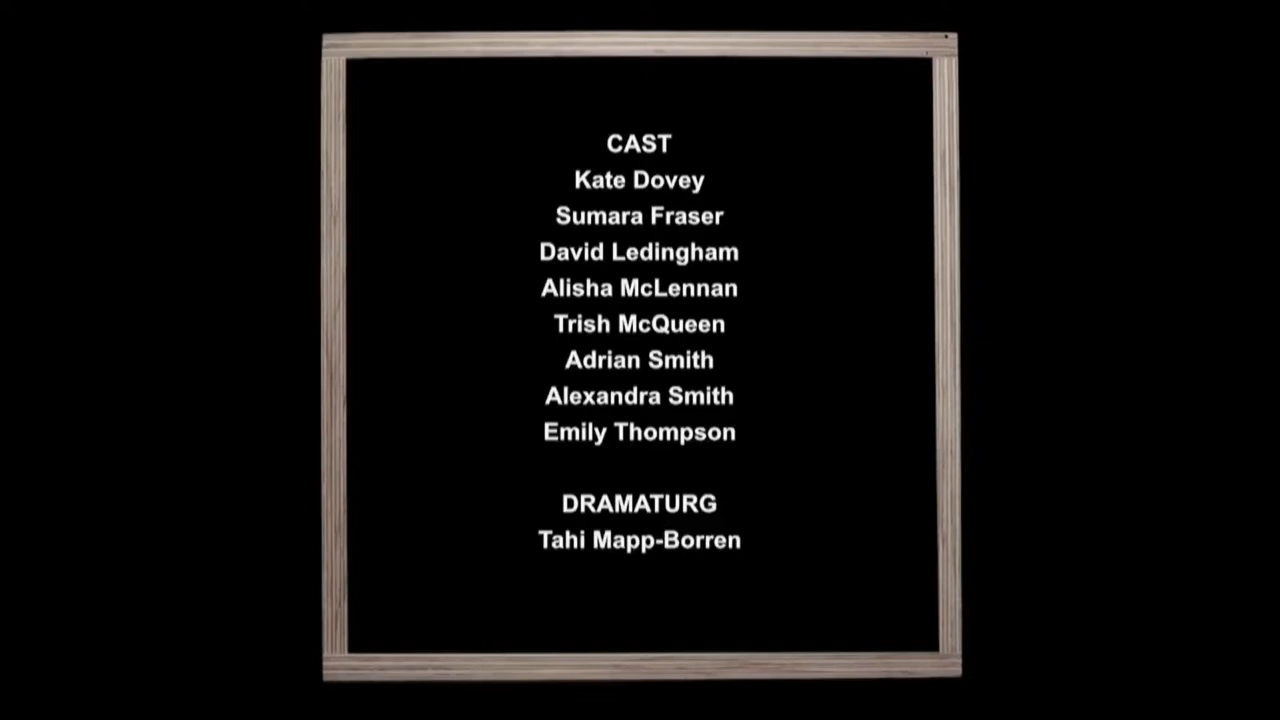 CAST
Kate Dovey
Sumara Fraser
David Ledingham
Alisha McLennan
Trish McQueen
Adrian Smith
Alexandra Smith
Emily Thompson
DRAMATURG
Tahi Mapp-Borren